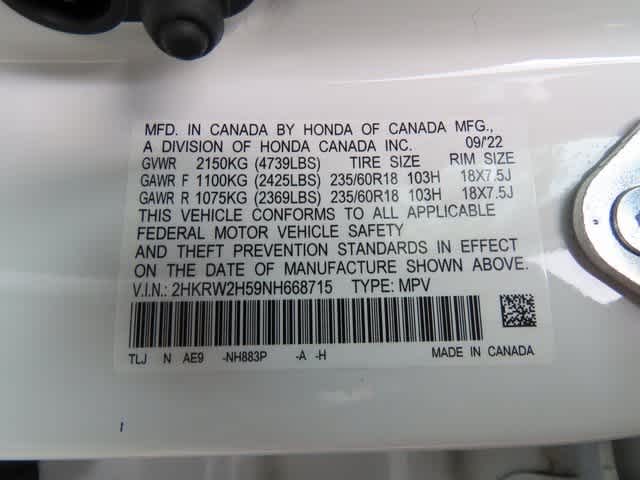 MFD. IN CANADA BY HONDA OF CANADA MFG.,
A DIVISION OF HONDA CANADA INC. 09/'22
GVWR 2150KG (4739LBS) TIRE SIZE RIM SIZE
GAWR F 1100KG (2425LBS) 235/60R18 103H 18X7.5J
GAWR R 1075KG (2369LBS) 235/60R18 103H 18X7.5J
THIS VEHICLE CONFORMS TO ALL APPLICABLE
FEDERAL MOTOR VEHICLE SAFETY
AND THEFT PREVENTION STANDARDS IN EFFECT
ON THE DATE OF MANUFACTURE SHOWN ABOVE.
V.I.N.: 2HKRW2H59NH668715 TYPE: MPV
TLJ N AE9 -NH883P -A -H MADE IN CANADA